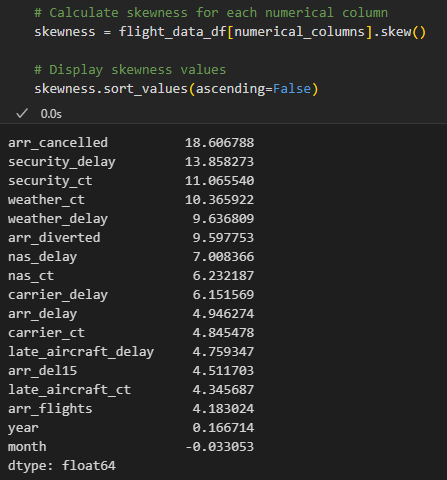 # Calculate skewness for each numerical column
skewness = flight_data_df[numerical_columns].skew()
# Display skewness values
skewness.sort_values(ascending=False)
✓ 0.0s
arr_cancelled 18.606788
security_delay 13.858273
security_ct 11.065540
weather_ct 10.365922
weather_delay 9.636809
arr_diverted 9.597753
nas_delay 7.008366
nas_ct 6.232187
carrier_delay 6.151569
arr_delay 4.946274
carrier_ct 4.845478
late_aircraft_delay 4.759347
arr_del15 4.511703
late_aircraft_ct 4.345687
arr_flights 4.183024
year 0.166714
month -0.033053
dtype: float64